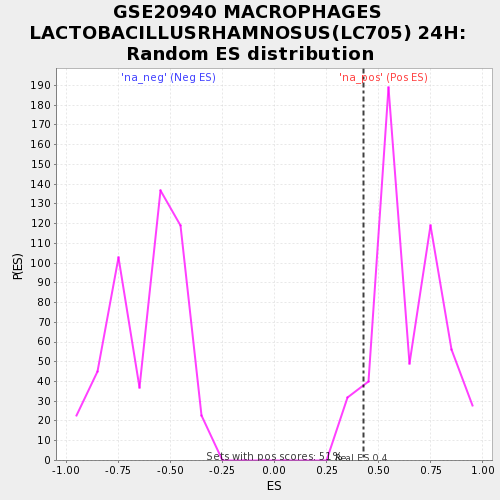 GSE20940 MACROPHAGES
LACTOBACILLUSRHAMNOSUS(LC705) 24H:
Random ES distribution
'na_neg' (Neg ES)
'na_pos' (Pos ES)
190
180
170
160
150
140
130
120
110
100
90
80
70
60
50
40
30
20
10
0
P(ES)
Sets with pos scores: 51%
Real ES 0.4
-1.00 -0.75 -0.50 -0.25 0.00 0.25 0.50 0.75 1.00
ES